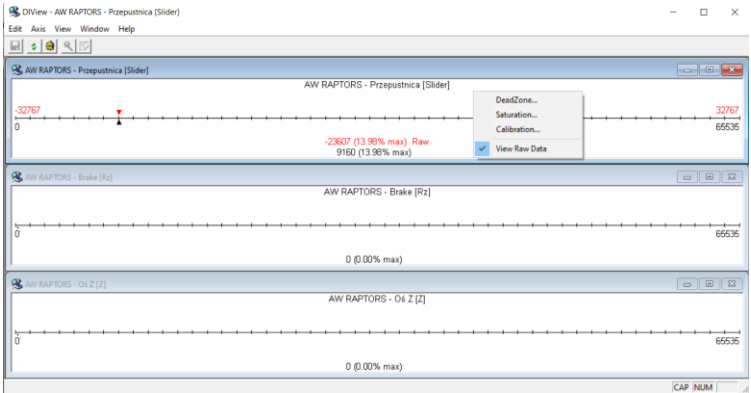 DIView - AW RAPTORS - Przepustnica [Slider]
Edit Axis View Window Help
AW RAPTORS - Przepustnica [Slider]
AW RAPTORS - Przepustnica [Slider]
DeadZone...
Saturation...
Calibration...
View Raw Data
-32767 32767
0 65535
-23607 (13.98% max) Raw
9160 (13.98% max)
AW RAPTORS - Brake [Rz]
AW RAPTORS - Brake [Rz]
0 65535
0 (0.00% max)
AW RAPTORS - Oś Z [Z]
AW RAPTORS - Oś Z [Z]
0 65535
0 (0.00% max)
CAP NUM